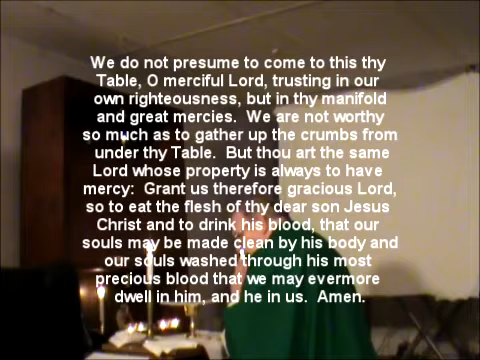 We do not presume to come to this thy
Table, O merciful Lord, trusting in our
own righteousness, but in thy manifold
and great mercies.  We are not worthy
so much as to gather up the crumbs from
under thy Table.  But thou art the same
Lord whose property is always to have
mercy:  Grant us therefore gracious Lord,
so to eat the flesh of thy dear son Jesus
Christ and to drink his blood, that our
souls may be made clean by his body and
our souls washed through his most
precious blood that we may evermore
dwell in him, and he in us.  Amen.